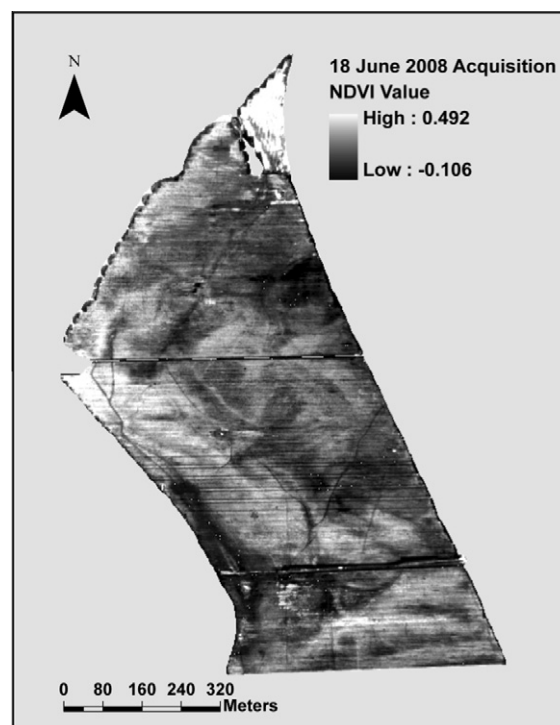 N
18 June 2008 Acquisition
NDVI Value
High : 0.492
Low : -0.106
0 80 160 240 320
Meters